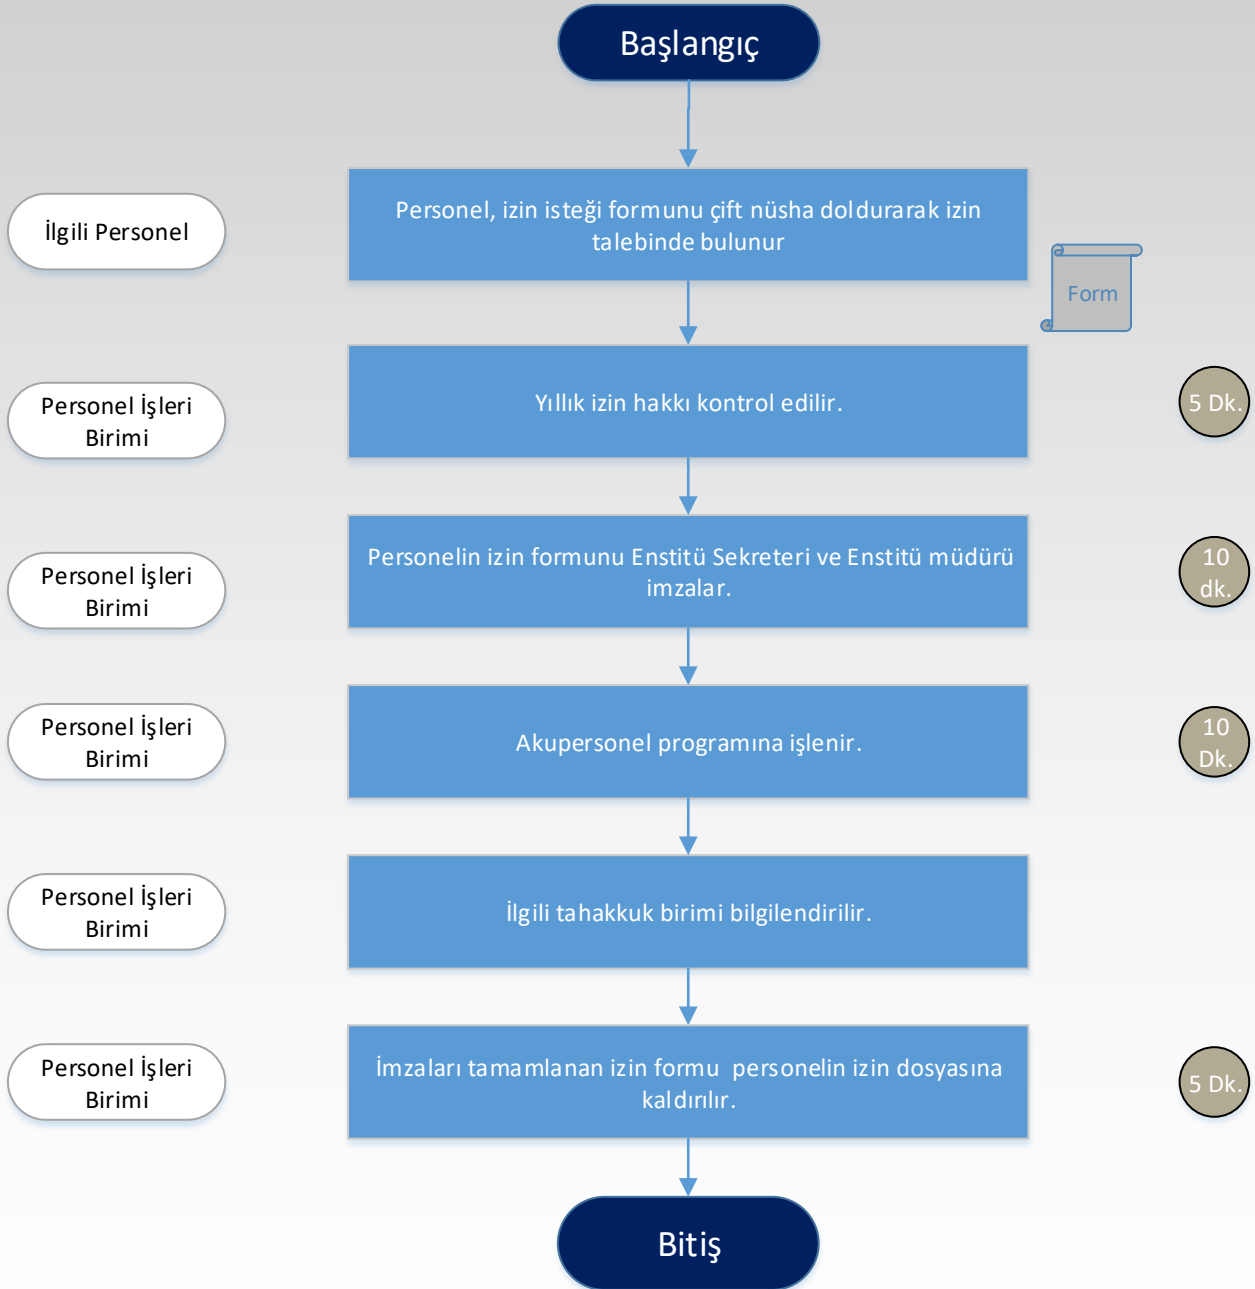 Başlangıç
İlgili Personel
Personel, izin isteği formunu çift nüsha doldurarak izin
talebinde bulunur
Form
Personel İşleri
Birimi
Yıllık izin hakkı kontrol edilir.
5 Dk.
Personel İşleri
Birimi
Personelin izin formunu Enstitü Sekreteri ve Enstitü müdürü
imzalar.
10
dk.
Personel İşleri
Birimi
Akupersonel programına işlenir.
10
Dk.
Personel İşleri
Birimi
İlgili tahakkuk birimi bilgilendirilir.
Personel İşleri
Birimi
İmzaları tamamlanan izin formu  personelin izin dosyasına
kaldırılır.
5 Dk.
Bitiş